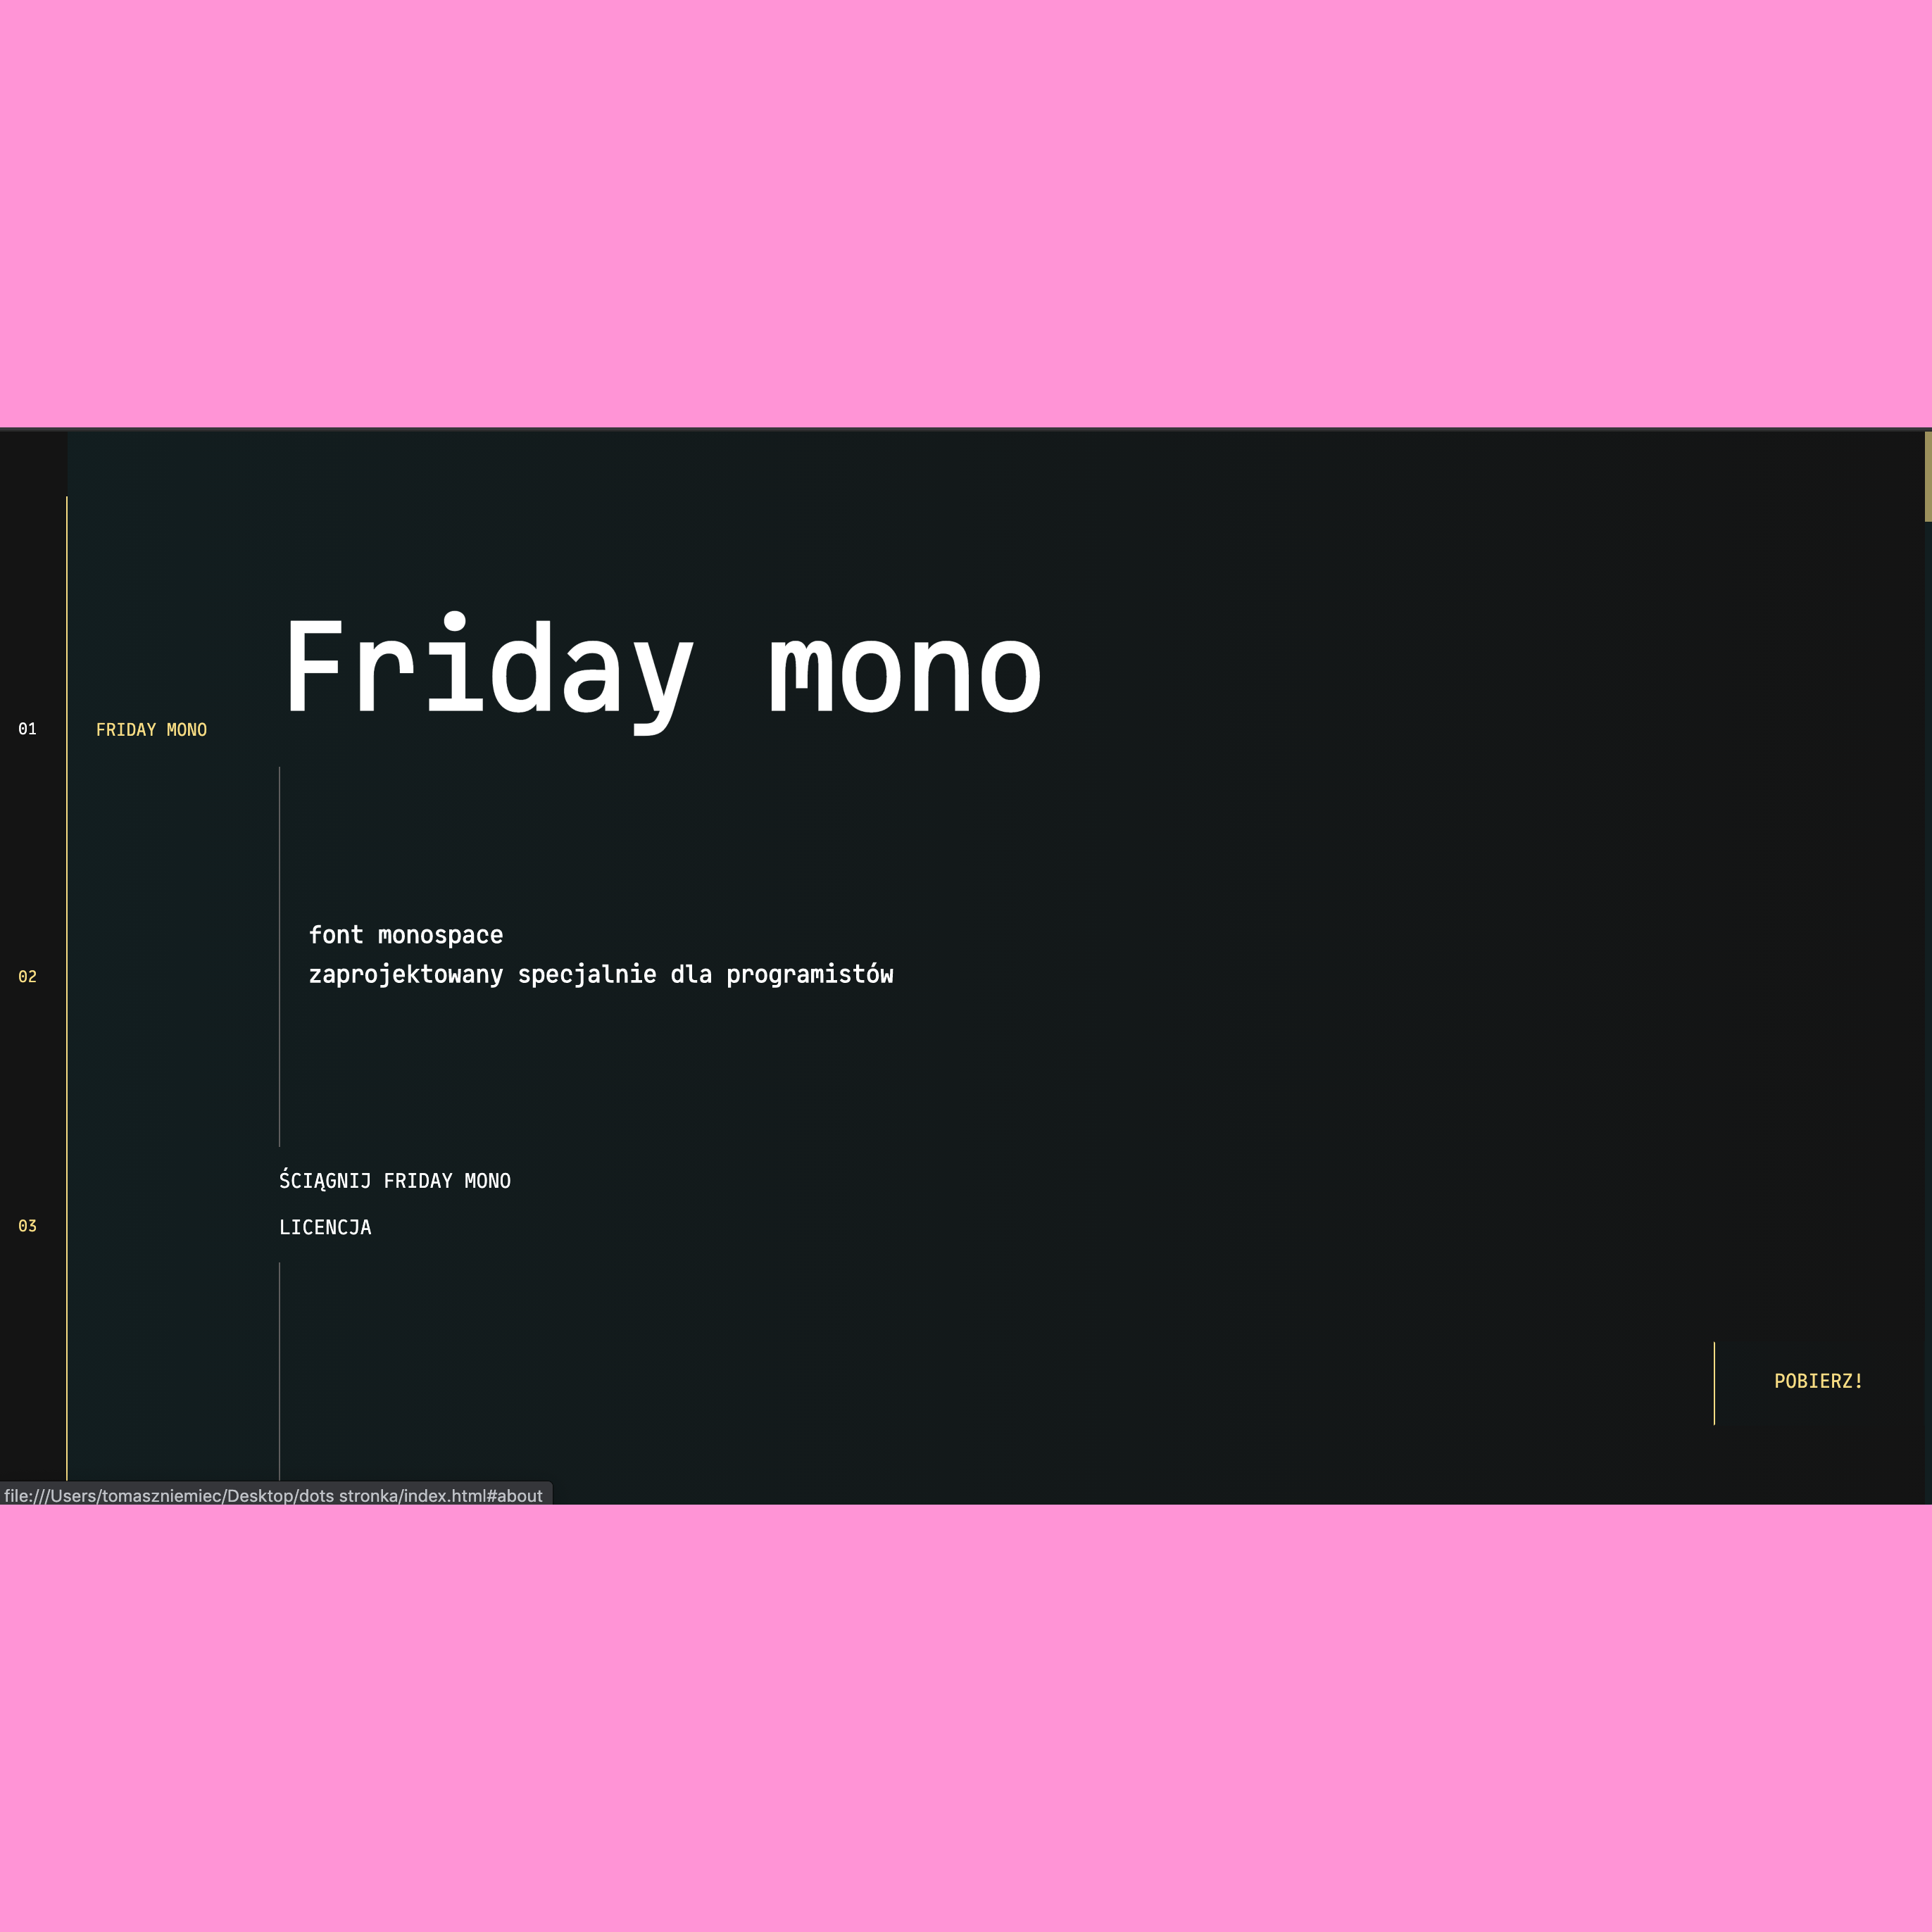 Friday mono
01
FRIDAY MONO
font monospace
zaprojektowany specjalnie dla programistów
02
ŚCIĄGNIJ FRIDAY MONO
LICENCJA
03
POBIERZ!
file:///Users/tomaszniemiec/Desktop/dots stronka/index.html#about